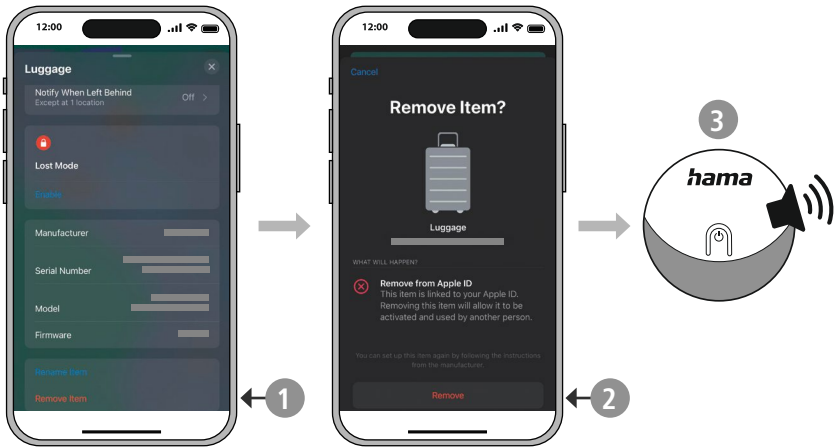 12:00
Luggage
Notify When Left Behind
Except at 1 location
Off >
Lost Mode
Enable
Manufacturer
Serial Number
Model
Firmware
Rename Item
Remove Item
1
12:00
Cancel
Remove Item?
Luggage
WHAT WILL HAPPEN?
Remove from Apple ID
This item is linked to your Apple ID.
Removing this item will allow it to be
activated and used by another person.
You can set up this item again by following the instructions
from the manufacturer.
Remove
2
3
hama